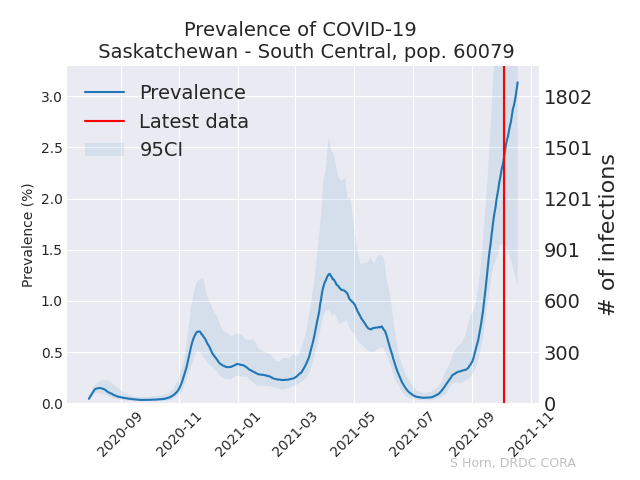 Prevalence of COVID-19
Saskatchewan - South Central, pop. 60079
Prevalence
Latest data
95CI
Prevalence (%)
3.0
2.5
2.0
1.5
1.0
0.5
0.0
1802
1501
1201
901
600
300
0
# of infections
2020-09
2020-11
2021-01
2021-03
2021-05
2021-07
2021-09
2021-11
S Horn, DRDC CORA